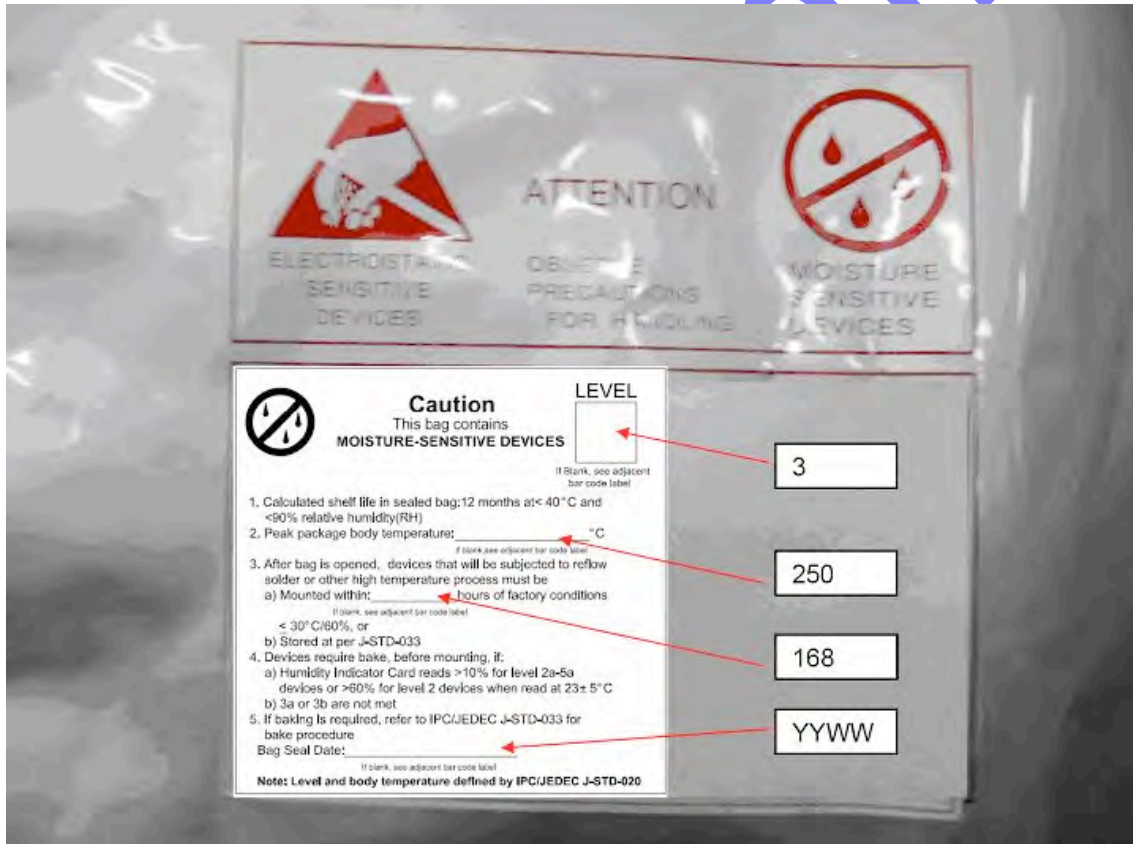 ATTENTION
ELECTROSTATIC
SENSITIVE
DEVICES
OBSERVE
PRECAUTIONS
FOR HANDLING
MOISTURE
SENSITIVE
DEVICES
Caution
This bag contains
MOISTURE-SENSITIVE DEVICES
LEVEL
If Blank, see adjacent
bar code label
1. Calculated shelf life in sealed bag:12 months at< 40°C and
<90% relative humidity(RH)
2. Peak package body temperature:____________________°C
If blank,see adjacent bar code label
3. After bag is opened, devices that will be subjected to reflow
solder or other high temperature process must be
a) Mounted within:____________ hours of factory conditions
If blank, see adjacent bar code label
≤ 30°C/60%, or
b) Stored at per J-STD-033
4. Devices require bake, before mounting, if:
a) Humidity Indicator Card reads >10% for level 2a-5a
devices or >60% for level 2 devices when read at 23± 5°C
b) 3a or 3b are not met
5. If baking is required, refer to IPC/JEDEC J-STD-033 for
bake procedure
Bag Seal Date:__________________________
If blank, see adjacent bar code label
Note: Level and body temperature defined by IPC/JEDEC J-STD-020
3
250
168
YYWW